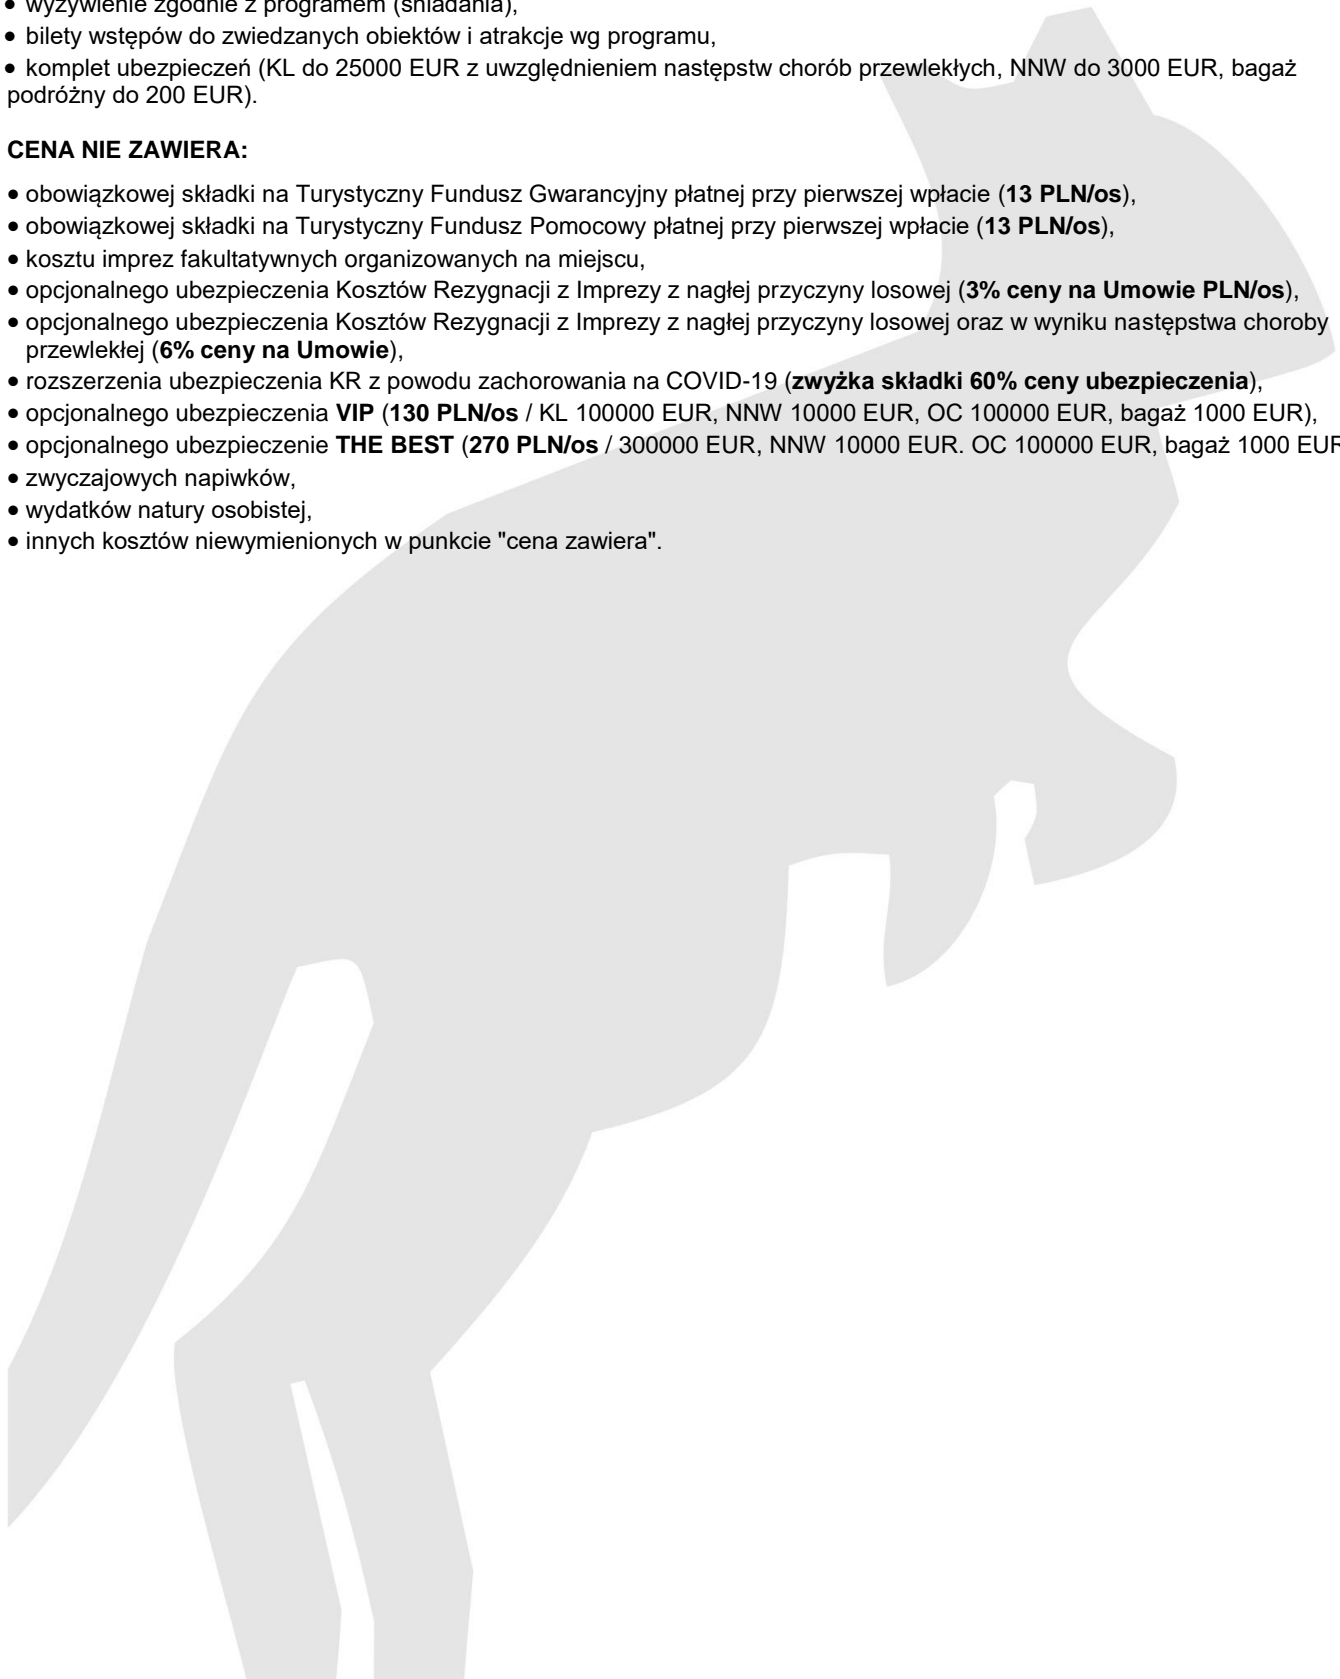 • wyżywienie zgodnie z programem (śniadania),
• bilety wstępów do zwiedzanych obiektów i atrakcje wg programu,
• komplet ubezpieczeń (KL do 25000 EUR z uwzględnieniem następstw chorób przewlekłych, NNW do 3000 EUR, bagaż
podróżny do 200 EUR).
CENA NIE ZAWIERA:
• obowiązkowej składki na Turystyczny Fundusz Gwarancyjny płatnej przy pierwszej wpłacie (13 PLN/os),
• obowiązkowej składki na Turystyczny Fundusz Pomocowy płatnej przy pierwszej wpłacie (13 PLN/os),
• kosztu imprez fakultatywnych organizowanych na miejscu,
• opcjonalnego ubezpieczenia Kosztów Rezygnacji z Imprezy z nagłej przyczyny losowej (3% ceny na Umowie PLN/os),
• opcjonalnego ubezpieczenia Kosztów Rezygnacji z Imprezy z nagłej przyczyny losowej oraz w wyniku następstwa choroby
przewlekłej (6% ceny na Umowie),
• rozszerzenia ubezpieczenia KR z powodu zachorowania na COVID-19 (zwyżka składki 60% ceny ubezpieczenia),
• opcjonalnego ubezpieczenia VIP (130 PLN/os / KL 100000 EUR, NNW 10000 EUR, OC 100000 EUR, bagaż 1000 EUR),
• opcjonalnego ubezpieczenie THE BEST (270 PLN/os / 300000 EUR, NNW 10000 EUR. OC 100000 EUR, bagaż 1000 EUR
• zwyczajowych napiwków,
• wydatków natury osobistej,
• innych kosztów niewymienionych w punkcie "cena zawiera".